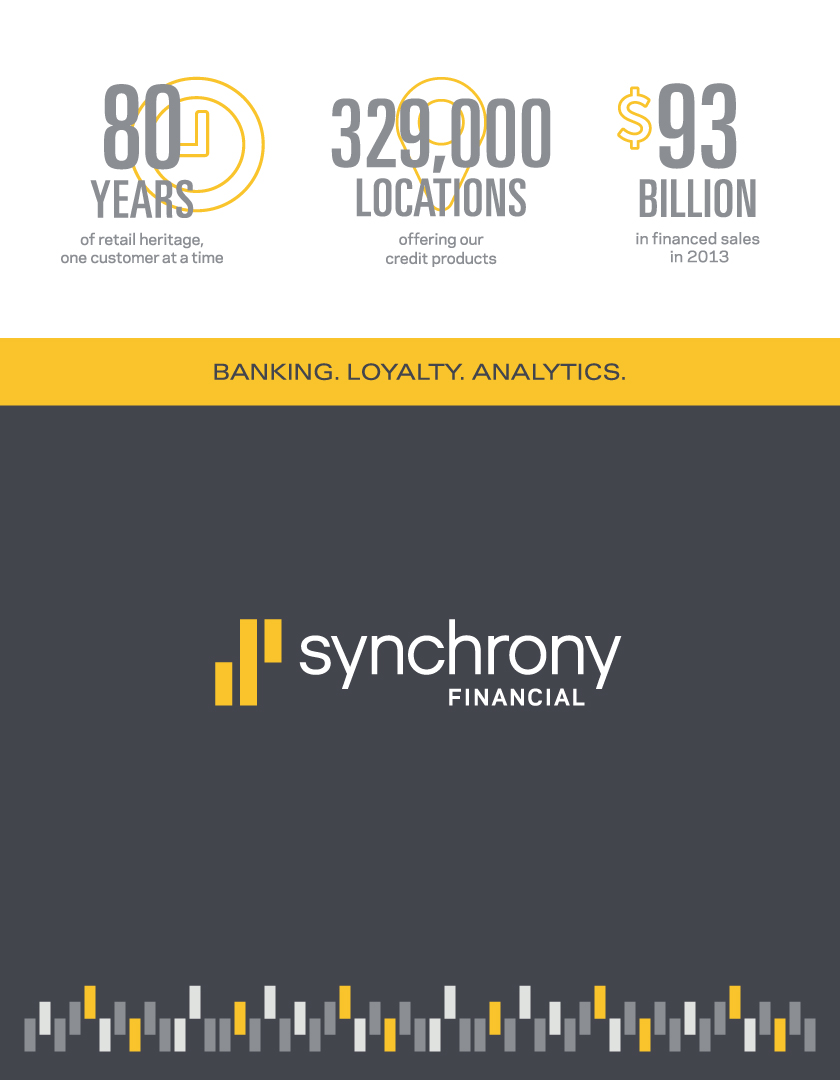 80
YEARS
of retail heritage,
one customer at a time
329,000
LOCATIONS
offering our
credit products
$93
BILLION
in financed sales
in 2013
BANKING. LOYALTY. ANALYTICS.
synchrony
FINANCIAL